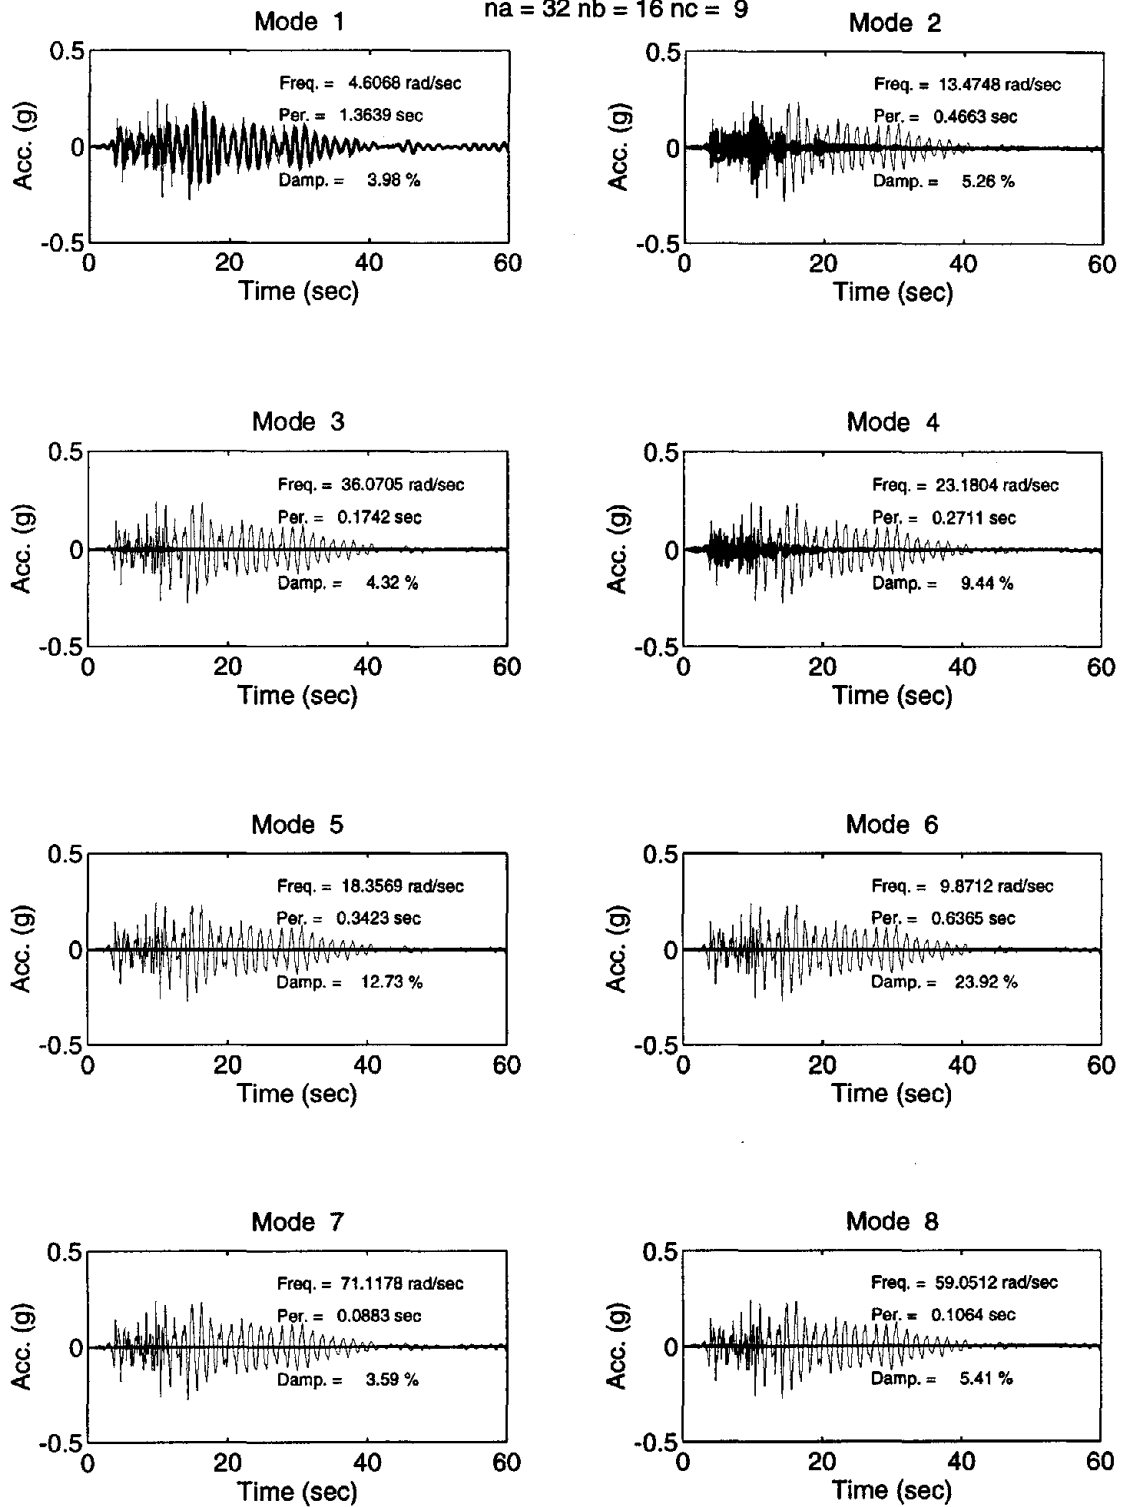 na = 32 nb = 16 nc = 9
Mode 1
0.5
Freq. = 4.6068 rad/sec
Per. = 1.3639 sec
Acc. (g)
0
Damp. = 3.98 %
-0.5
0 20 40 60
Time (sec)
Mode 2
0.5
Freq. = 13.4748 rad/sec
Per. = 0.4663 sec
Acc. (g)
0
Damp. = 5.26 %
-0.5
0 20 40 60
Time (sec)
Mode 3
0.5
Freq. = 36.0705 rad/sec
Per. = 0.1742 sec
Acc. (g)
0
Damp. = 4.32 %
-0.5
0 20 40 60
Time (sec)
Mode 4
0.5
Freq. = 23.1804 rad/sec
Per. = 0.2711 sec
Acc. (g)
0
Damp. = 9.44 %
-0.5
0 20 40 60
Time (sec)
Mode 5
0.5
Freq. = 18.3569 rad/sec
Per. = 0.3423 sec
Acc. (g)
0
Damp. = 12.73 %
-0.5
0 20 40 60
Time (sec)
Mode 6
0.5
Freq. = 9.8712 rad/sec
Per. = 0.6365 sec
Acc. (g)
0
Damp. = 23.92 %
-0.5
0 20 40 60
Time (sec)
Mode 7
0.5
Freq. = 71.1178 rad/sec
Per. = 0.0883 sec
Acc. (g)
0
Damp. = 3.59 %
-0.5
0 20 40 60
Time (sec)
Mode 8
0.5
Freq. = 59.0512 rad/sec
Per. = 0.1064 sec
Acc. (g)
0
Damp. = 5.41 %
-0.5
0 20 40 60
Time (sec)